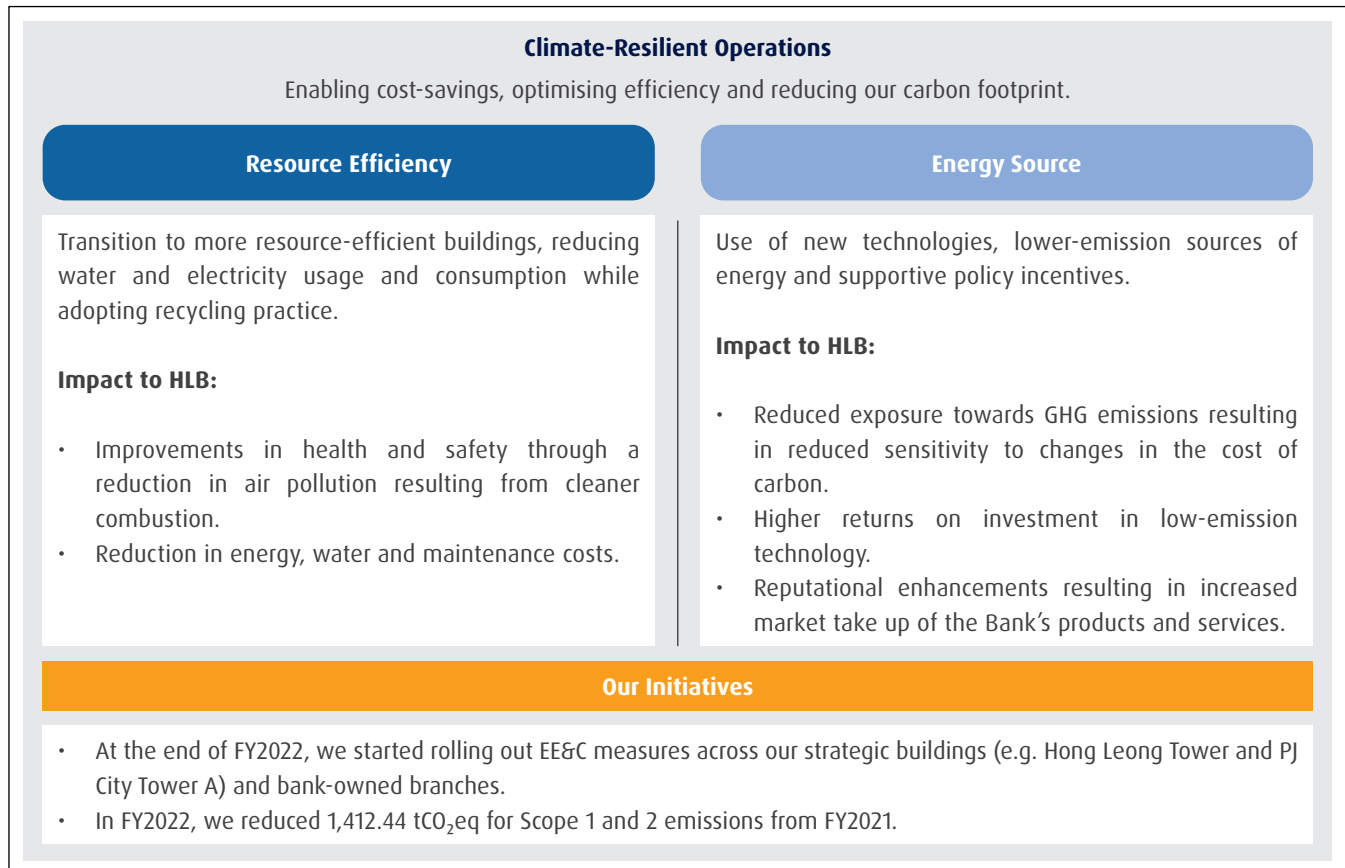 Climate-Resilient Operations
Enabling cost-savings, optimising efficiency and reducing our carbon footprint.
Resource Efficiency
Transition to more resource-efficient buildings, reducing
water and electricity usage and consumption while
adopting recycling practice.
Impact to HLB:
• Improvements in health and safety through a
reduction in air pollution resulting from cleaner
combustion.
• Reduction in energy, water and maintenance costs.
Energy Source
Use of new technologies, lower-emission sources of
energy and supportive policy incentives.
Impact to HLB:
• Reduced exposure towards GHG emissions resulting
in reduced sensitivity to changes in the cost of
carbon.
• Higher returns on investment in low-emission
technology.
• Reputational enhancements resulting in increased
market take up of the Bank’s products and services.
Our Initiatives
• At the end of FY2022, we started rolling out EE&C measures across our strategic buildings (e.g. Hong Leong Tower and PJ
City Tower A) and bank-owned branches.
• In FY2022, we reduced 1,412.44 tCO₂eq for Scope 1 and 2 emissions from FY2021.